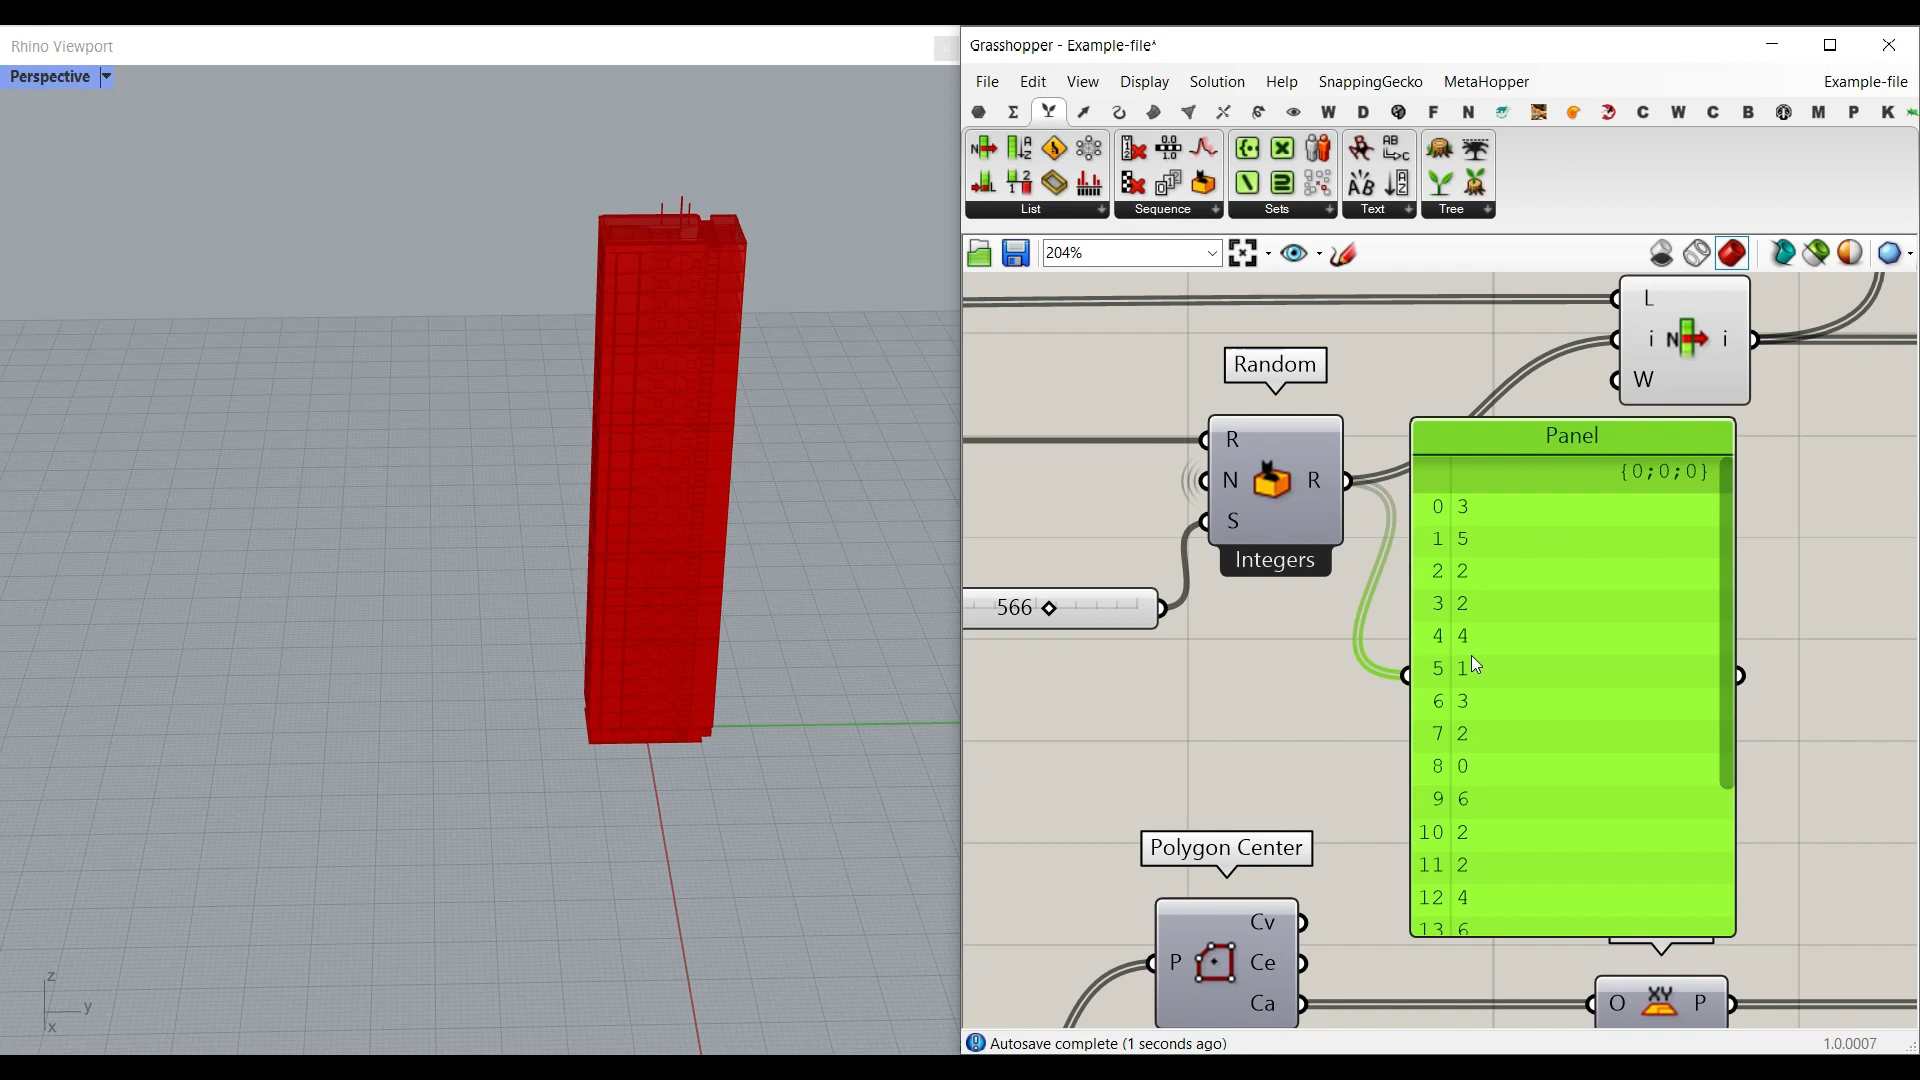 Rhino Viewport
Perspective
z
y
x
Grasshopper - Example-file*
File Edit View Display Solution Help SnappingGecko MetaHopper Example-file
W D F N C W C B M P K
List Sequence Sets Text Tree
204%
L
i N i
W
Random
R
N R
S
Integers
566
Panel
{0;0;0}
0 3
1 5
2 2
3 2
4 4
5 1
6 3
7 2
8 0
9 6
10 2
11 2
12 4
13 6
Polygon Center
Cv
P Ce
Ca
O XY P
Autosave complete (1 seconds ago)
1.0.0007